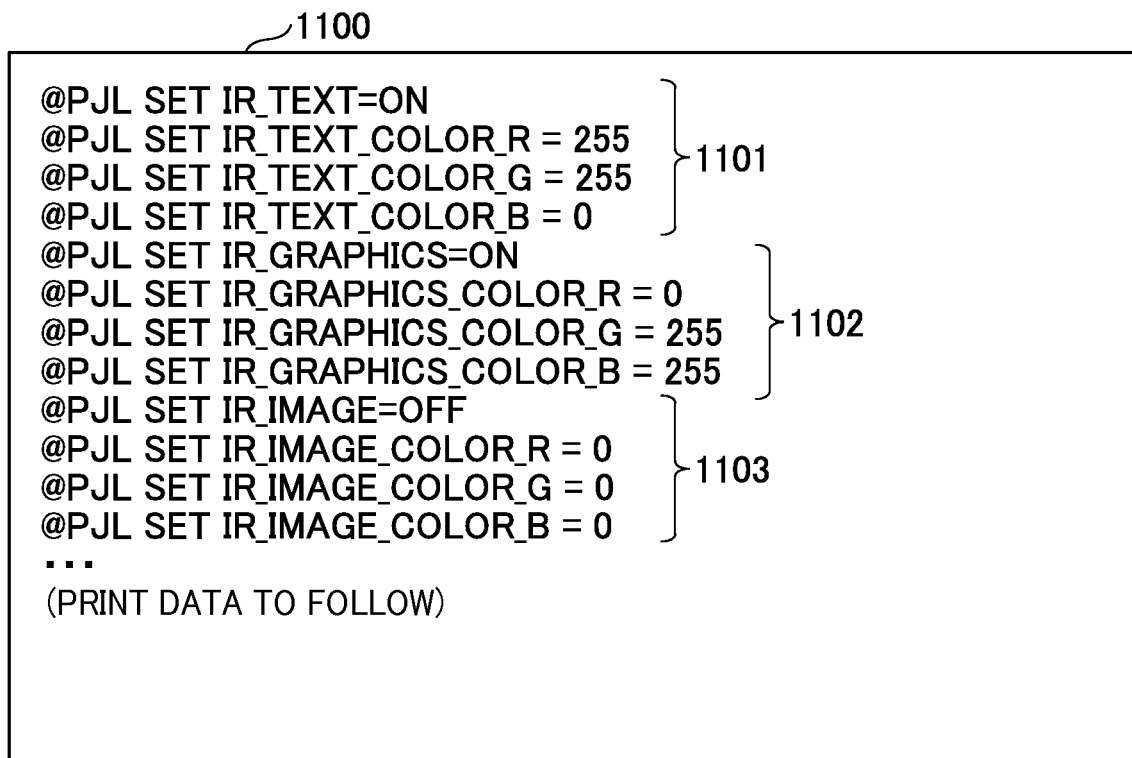 1100
@PJL SET IR_TEXT=ON
@PJL SET IR_TEXT_COLOR_R = 255
@PJL SET IR_TEXT_COLOR_G = 255
@PJL SET IR_TEXT_COLOR_B = 0
1101
@PJL SET IR_GRAPHICS=ON
@PJL SET IR_GRAPHICS_COLOR_R = 0
@PJL SET IR_GRAPHICS_COLOR_G = 255
@PJL SET IR_GRAPHICS_COLOR_B = 255
1102
@PJL SET IR_IMAGE=OFF
@PJL SET IR_IMAGE_COLOR_R = 0
@PJL SET IR_IMAGE_COLOR_G = 0
@PJL SET IR_IMAGE_COLOR_B = 0
1103
...
(PRINT DATA TO FOLLOW)